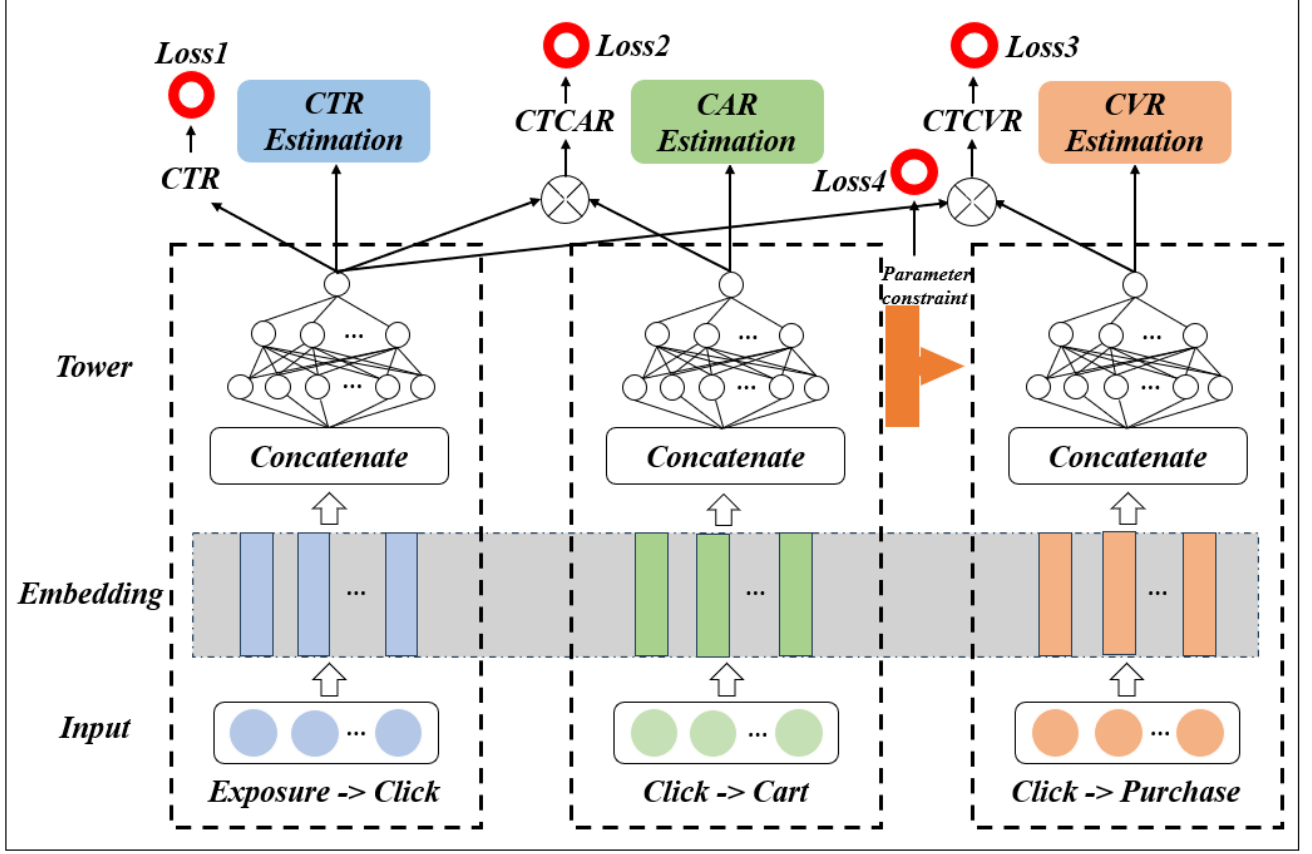 Loss1
Loss2
Loss3
CTR
Estimation
CAR
Estimation
CVR
Estimation
CTCAR
CTCVR
CTR
Loss4
Parameter
constraint
Tower
...
...
...
...
...
...
Concatenate
Concatenate
Concatenate
Embedding
...
...
...
Input
...
...
...
Exposure -> Click
Click -> Cart
Click -> Purchase